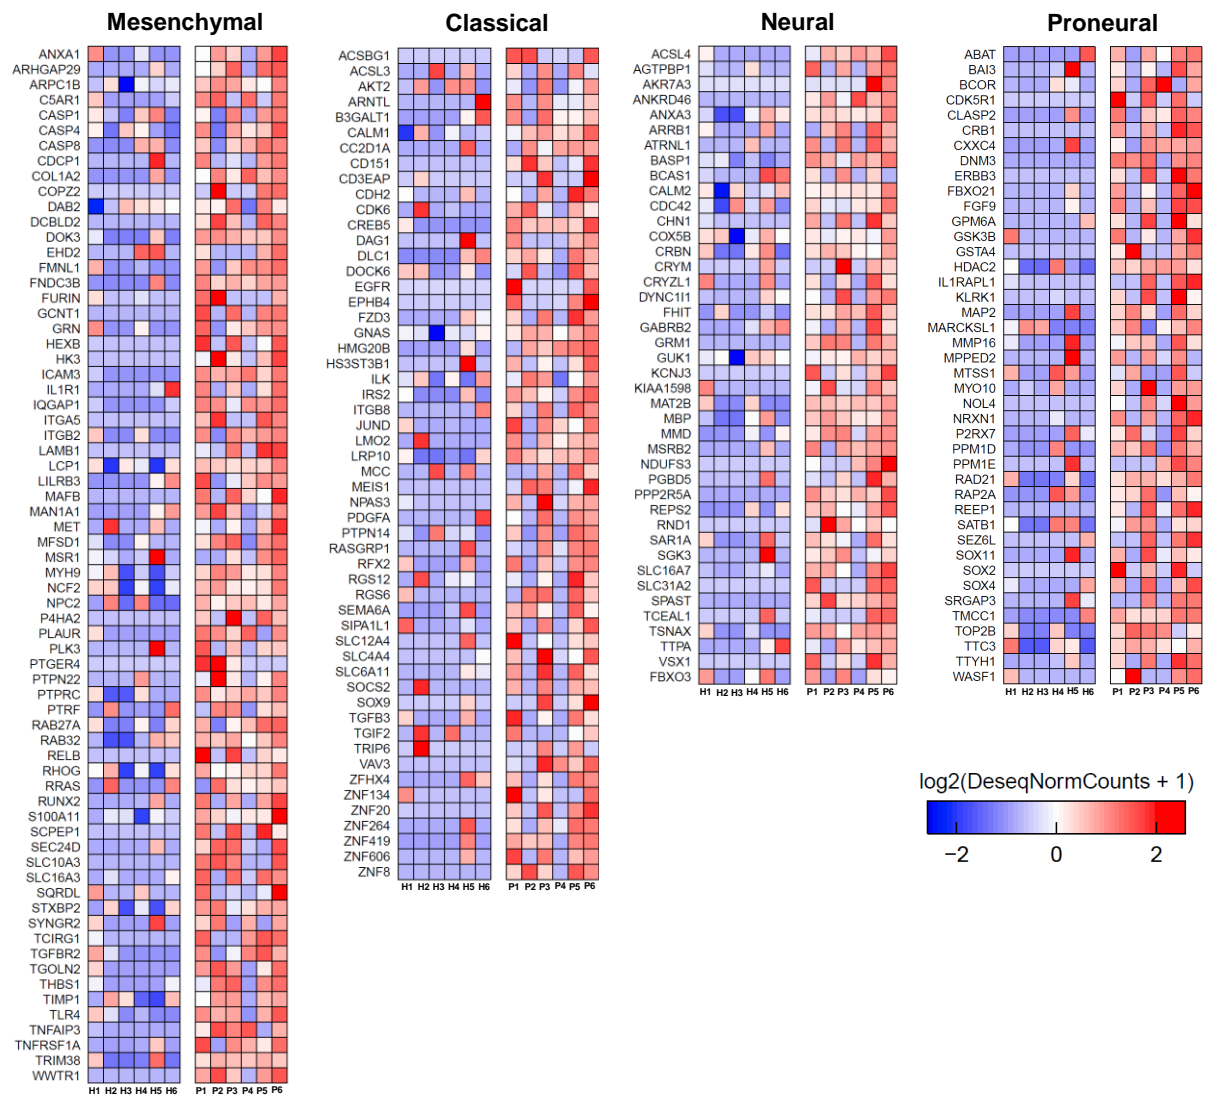 Mesenchymal
ANXA1
ARHGAP29
ARPC1B
C5AR1
CASP1
CASP4
CASP8
CDCP1
COL1A2
COPZ2
DAB2
DCBLD2
DOK3
EHD2
FMNL1
FNDC3B
FURIN
GCNT1
GRN
HEXB
HK3
ICAM3
IL1R1
IQGAP1
ITGA5
ITGB2
LAMB1
LCP1
LILRB3
MAFB
MAN1A1
MET
MFSD1
MSR1
MYH9
NCF2
NPC2
P4HA2
PLAUR
PLK3
PTGER4
PTPN22
PTPRC
PTRF
RAB27A
RAB32
RELB
RHOG
RRAS
RUNX2
S100A11
SCPEP1
SEC24D
SLC10A3
SLC16A3
SQRDL
STXBP2
SYNGR2
TCIRG1
TGFBR2
TGOLN2
THBS1
TIMP1
TLR4
TNFAIP3
TNFRSF1A
TRIM38
WWTR1
H1 H2 H3 H4 H5 H6 P1 P2 P3 P4 P5 P6
Classical
ACSBG1
ACSL3
AKT2
ARNTL
B3GALT1
CALM1
CC2D1A
CD151
CD3EAP
CDH2
CDK6
CREB5
DAG1
DLC1
DOCK6
EGFR
EPHB4
FZD3
GNAS
HMG20B
HS3ST3B1
ILK
IRS2
ITGB8
JUND
LMO2
LRP10
MCC
MEIS1
NPAS3
PDGFA
PTPN14
RASGRP1
RFX2
RGS12
RGS6
SEMA6A
SIPA1L1
SLC12A4
SLC4A4
SLC6A11
SOCS2
SOX9
TGFB3
TGIF2
TRIP6
VAV3
ZFHX4
ZNF134
ZNF20
ZNF264
ZNF419
ZNF606
ZNF8
H1 H2 H3 H4 H5 H6 P1 P2 P3 P4 P5 P6
Neural
ACSL4
AGTPBP1
AKR7A3
ANKRD46
ANXA3
ARRB1
ATRNL1
BASP1
BCAS1
CALM2
CDC42
CHN1
COX5B
CRBN
CRYM
CRYZL1
DYNC1I1
FHIT
GABRB2
GRM1
GUK1
KCNJ3
KIAA1598
MAT2B
MBP
MMD
MSRB2
NDUFS3
PGBD5
PPP2R5A
REPS2
RND1
SAR1A
SGK3
SLC16A7
SLC31A2
SPAST
TCEAL1
TSNAX
TTPA
VSX1
FBXO3
H1 H2 H3 H4 H5 H6 P1 P2 P3 P4 P5 P6
Proneural
ABAT
BAI3
BCOR
CDK5R1
CLASP2
CRB1
CXXC4
DNM3
ERBB3
FBXO21
FGF9
GPM6A
GSK3B
GSTA4
HDAC2
IL1RAPL1
KLRK1
MAP2
MARCKSL1
MMP16
MPPED2
MTSS1
MYO10
NOL4
NRXN1
P2RX7
PPM1D
PPM1E
RAD21
RAP2A
REEP1
SATB1
SEZ6L
SOX11
SOX2
SOX4
SRGAP3
TMCC1
TOP2B
TTC3
TTYH1
WASF1
H1 H2 H3 H4 H5 H6 P1 P2 P3 P4 P5 P6
log2(DeseqNormCounts + 1)
−2 0 2